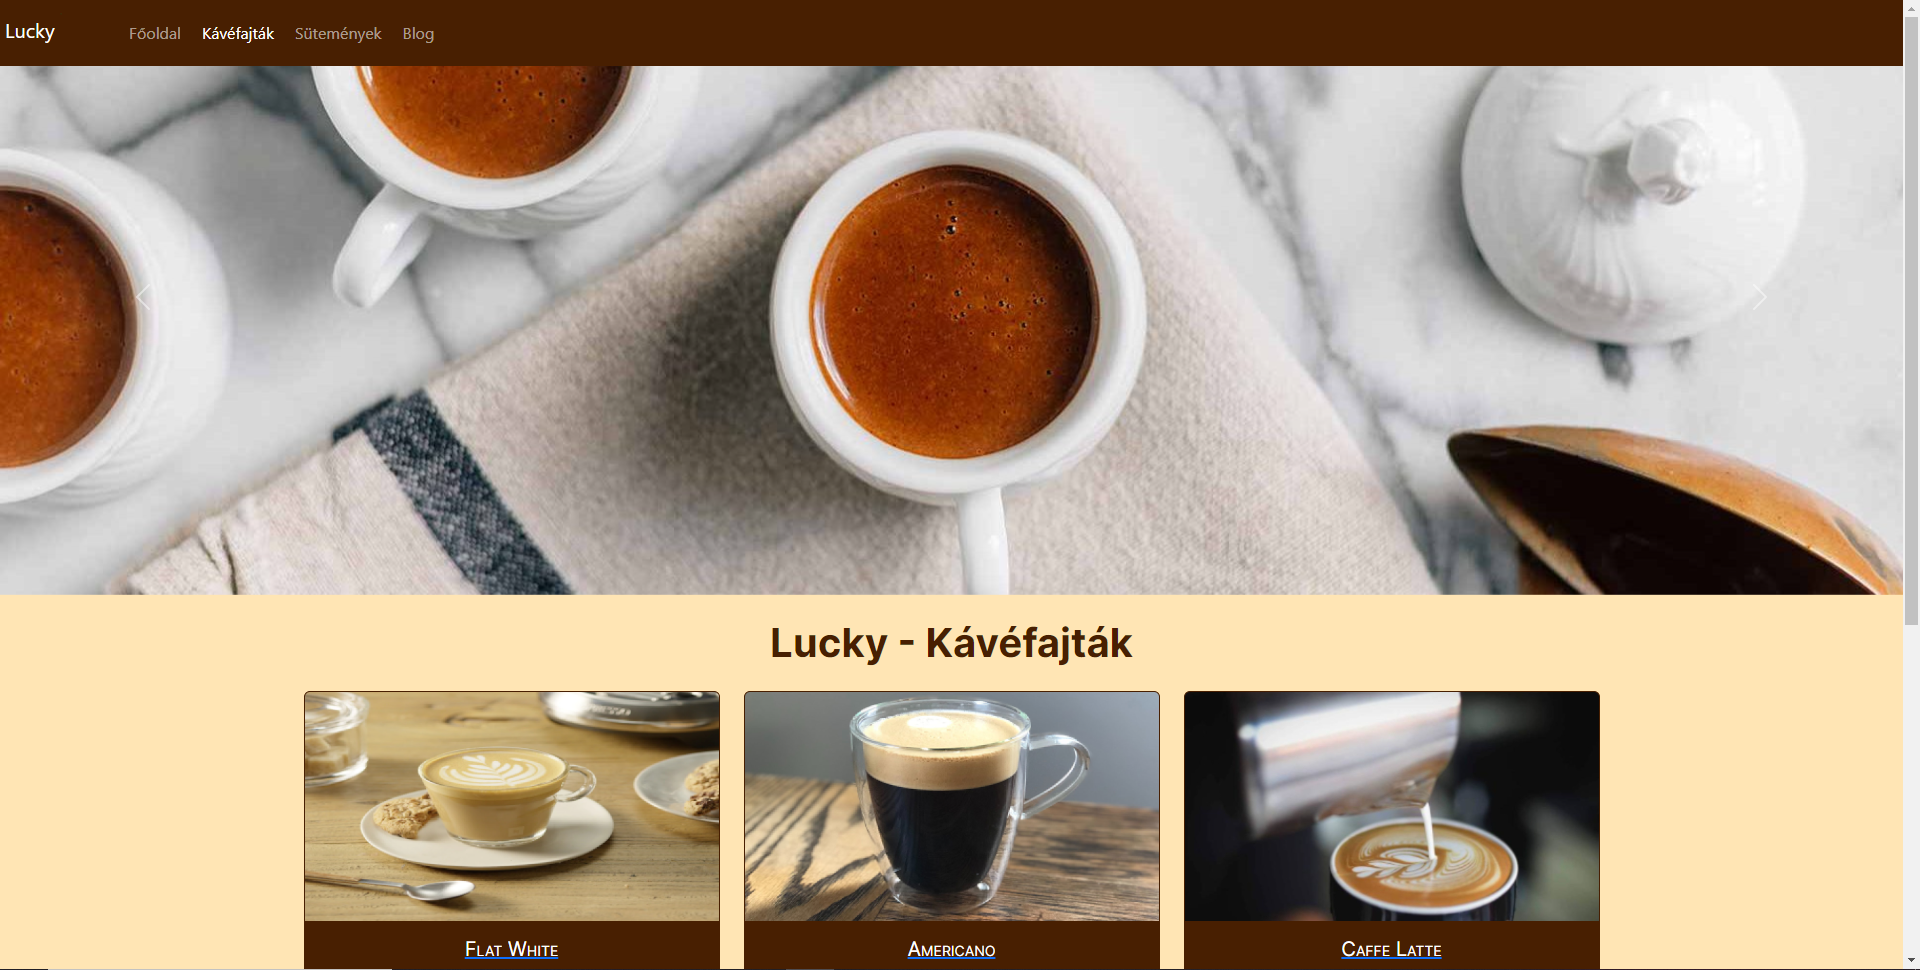 Lucky
Főoldal Kávéfajták Sütemények Blog
Lucky - Kávéfajták
Flat White
Americano
Caffe Latte